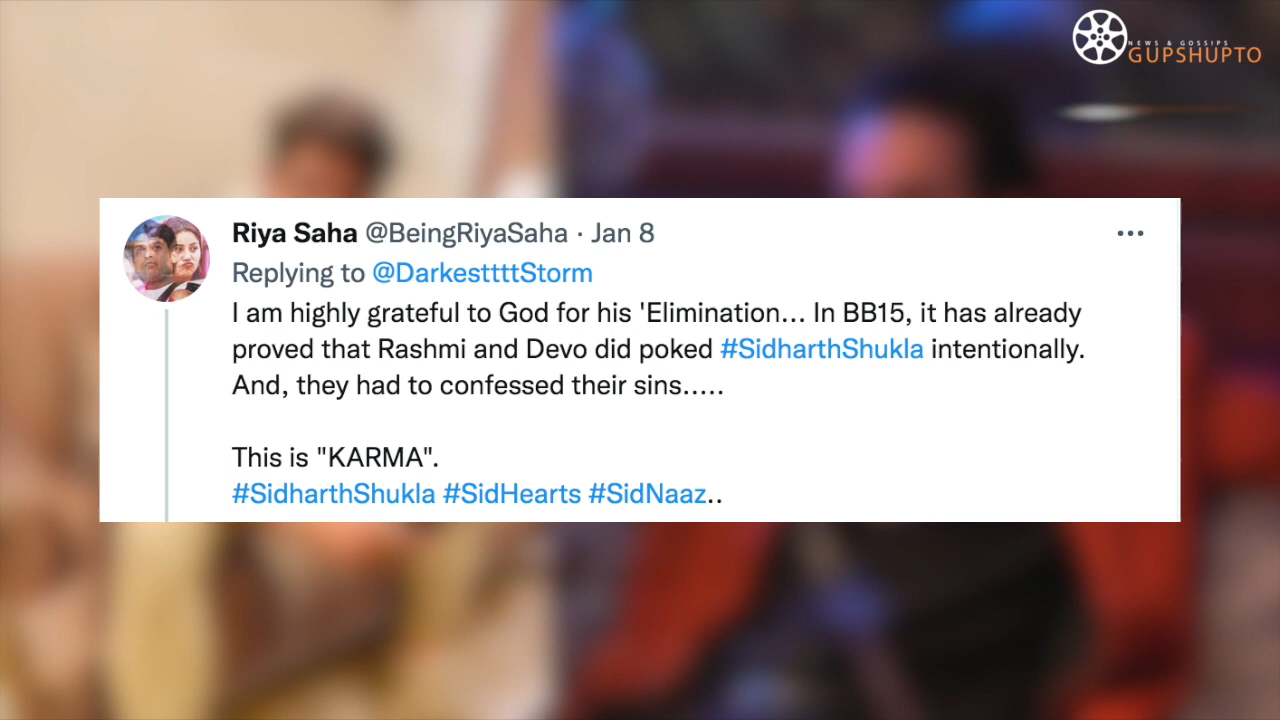 NEWS & GOSSIPS
GUPSHUPTO
Riya Saha @BeingRiyaSaha · Jan 8
Replying to @DarkesttttStorm
I am highly grateful to God for his 'Elimination... In BB15, it has already
proved that Rashmi and Devo did poked #SidharthShukla intentionally.
And, they had to confessed their sins.....
This is "KARMA".
#SidharthShukla #SidHearts #SidNaaz..